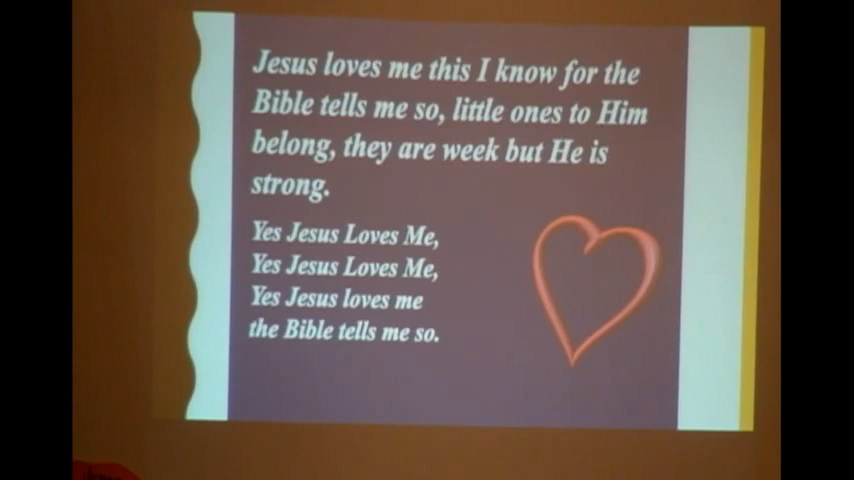 Jesus loves me this I know for the
Bible tells me so, little ones to Him
belong, they are week but He is
strong.
Yes Jesus Loves Me,
Yes Jesus Loves Me,
Yes Jesus loves me
the Bible tells me so.